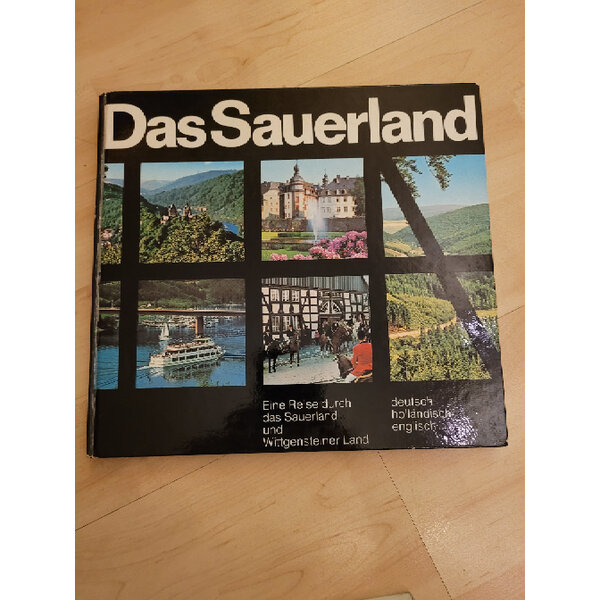 Das Sauerland
Eine Reise durch
das Sauerland
und
Wittgensteiner Land
deutsch
holländisch
englisch